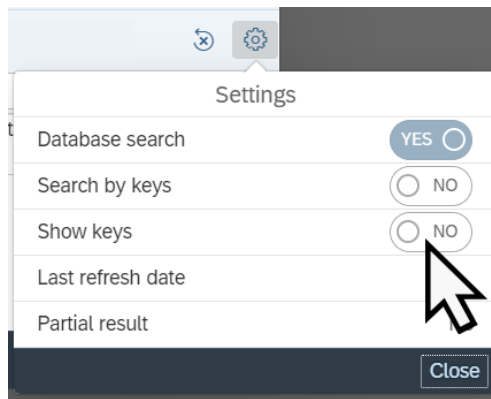 Settings
Database search YES
Search by keys NO
Show keys NO
Last refresh date
Partial result
Close